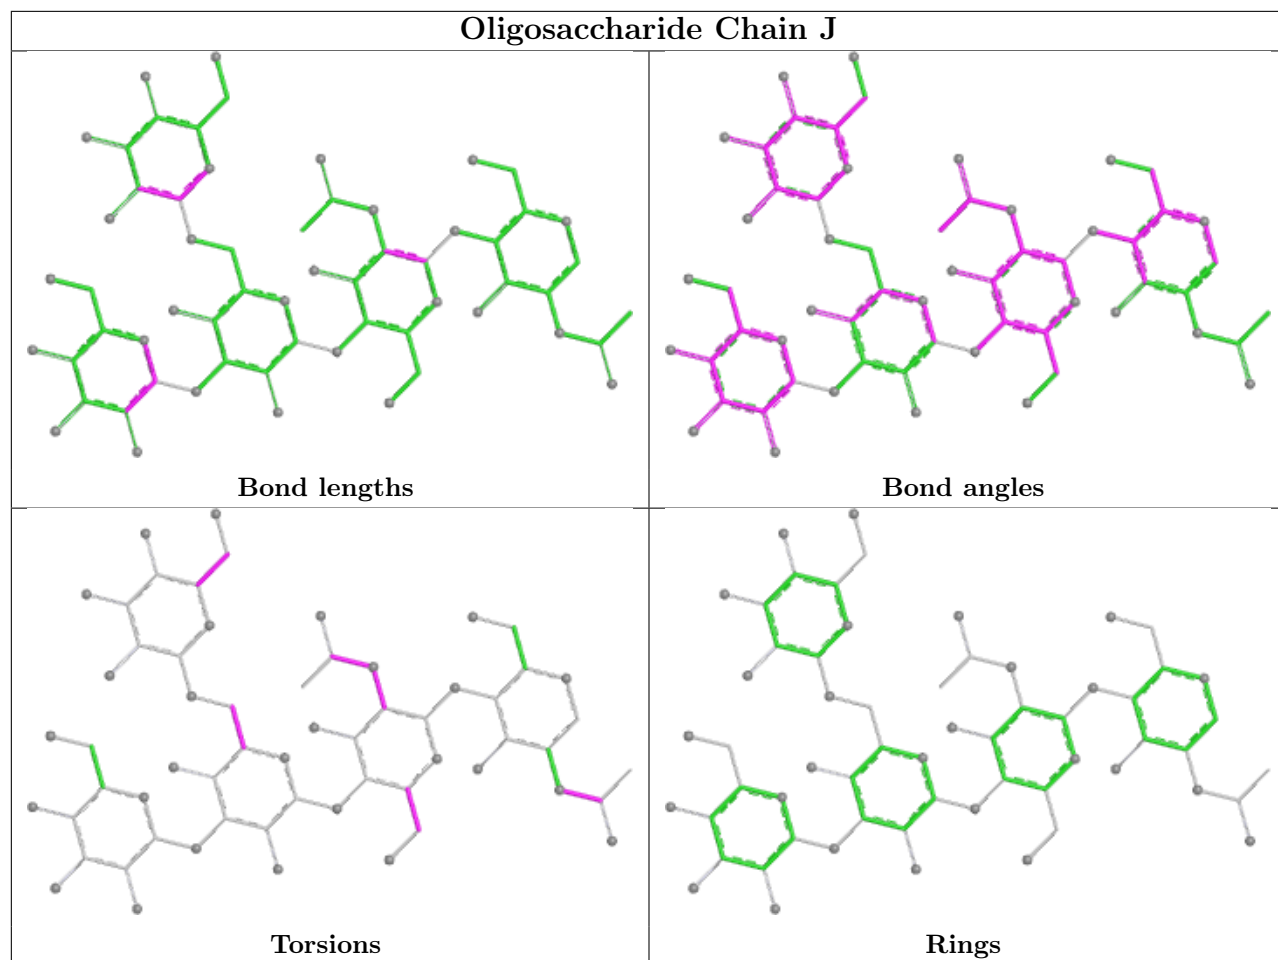 Oligosaccharide Chain J
Bond lengths
Bond angles
Torsions
Rings